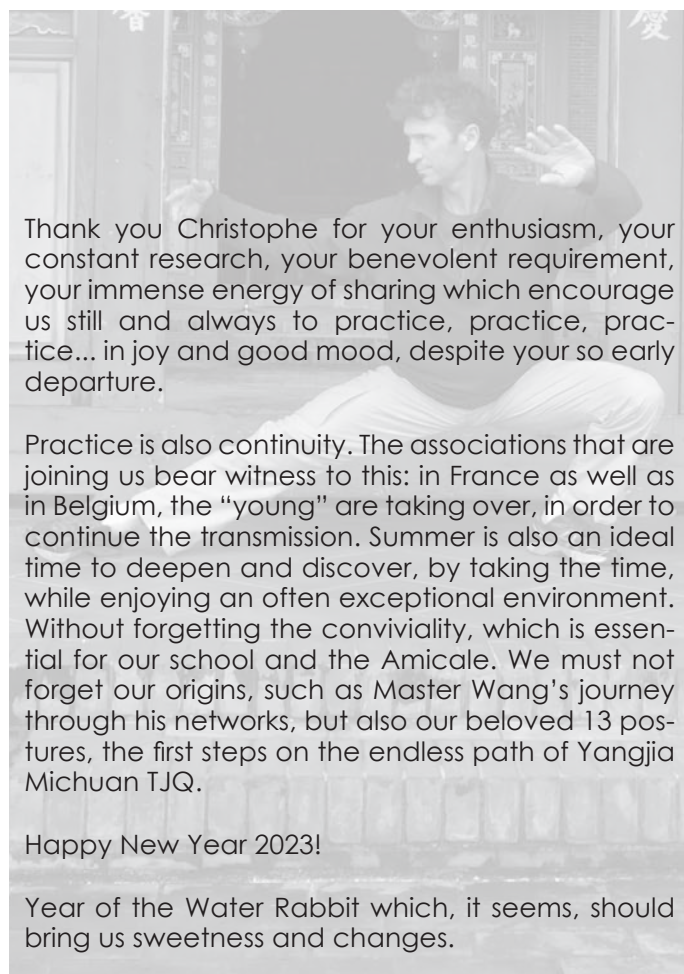 Thank you Christophe for your enthusiasm, your
constant research, your benevolent requirement,
your immense energy of sharing which encourage
us still and always to practice, practice, prac-
tice... in joy and good mood, despite your so early
departure.
Practice is also continuity. The associations that are
joining us bear witness to this: in France as well as
in Belgium, the “young” are taking over, in order to
continue the transmission. Summer is also an ideal
time to deepen and discover, by taking the time,
while enjoying an often exceptional environment.
Without forgetting the conviviality, which is essen-
tial for our school and the Amicale. We must not
forget our origins, such as Master Wang’s journey
through his networks, but also our beloved 13 pos-
tures, the first steps on the endless path of Yangjia
Michuan TJQ.
Happy New Year 2023!
Year of the Water Rabbit which, it seems, should
bring us sweetness and changes.